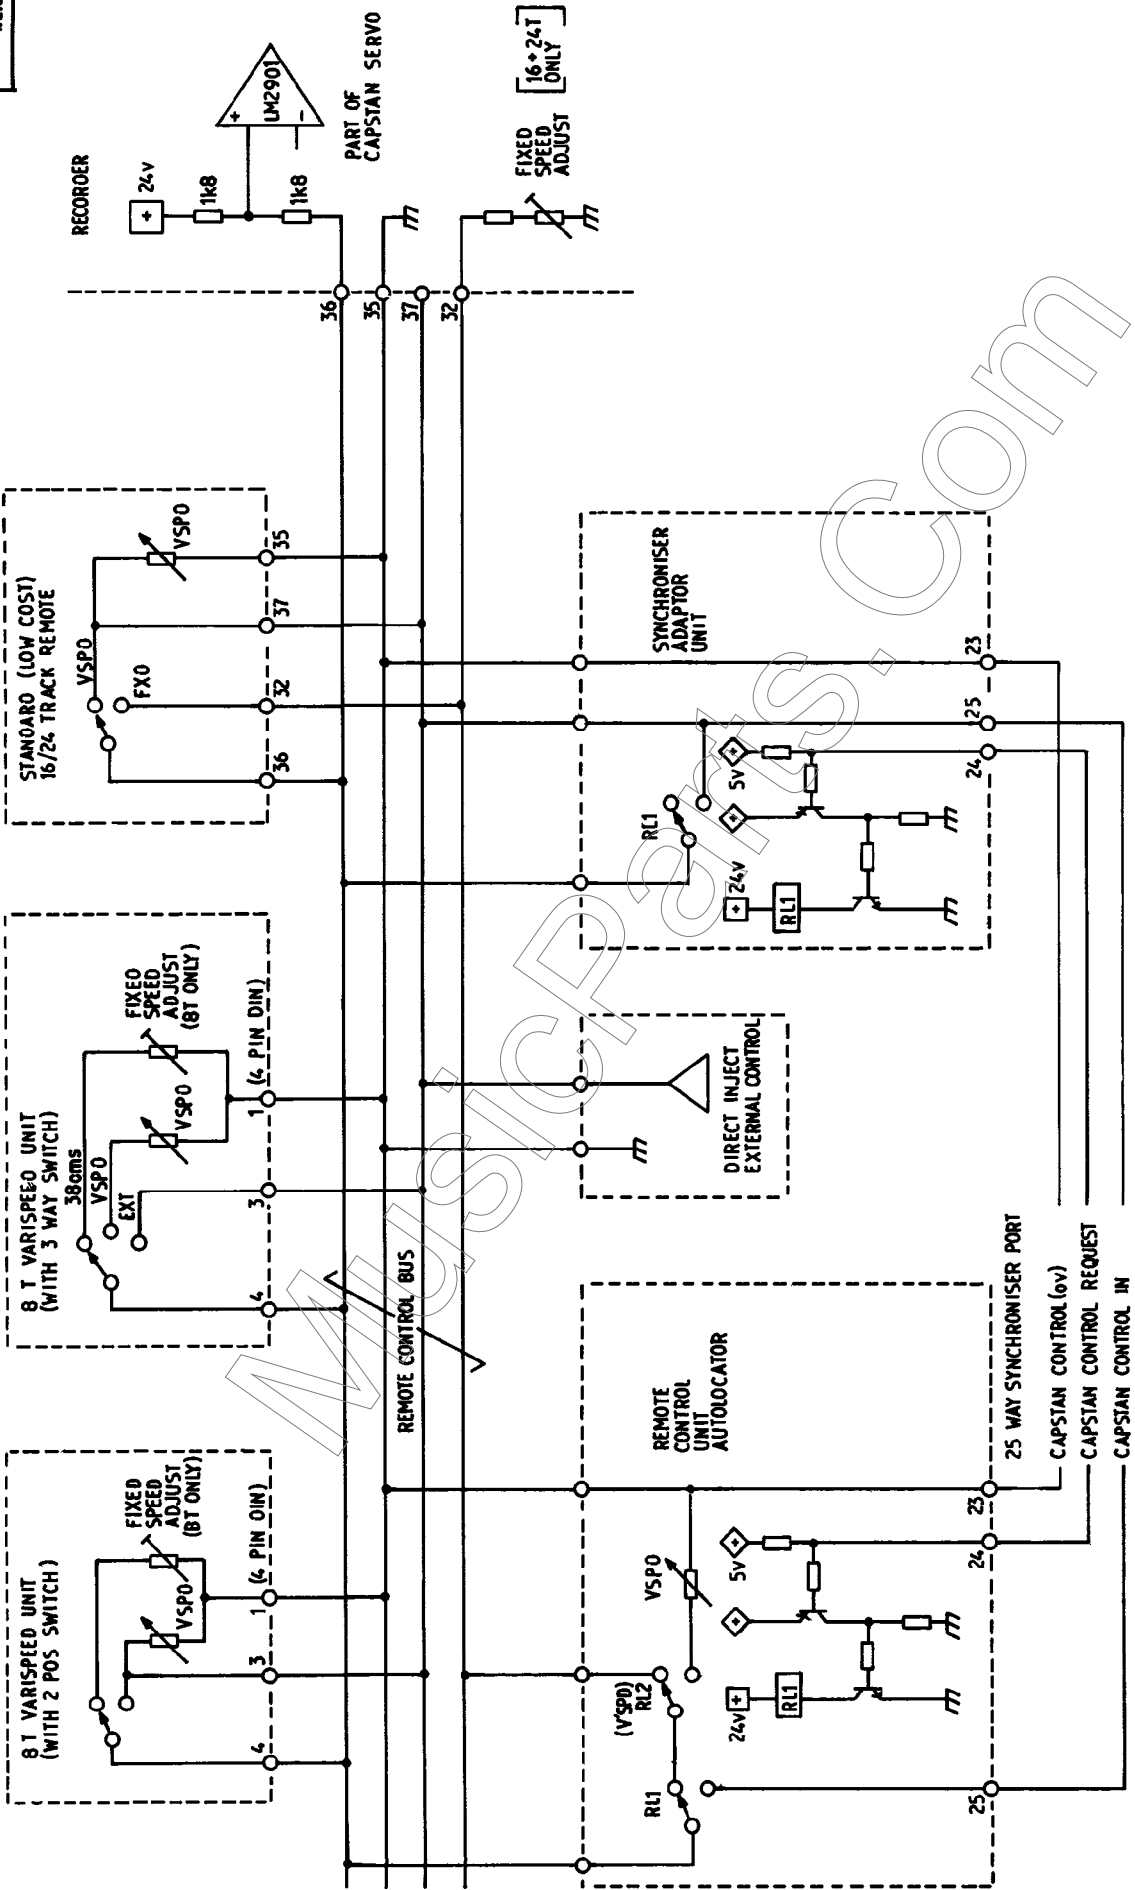 RECORDER
+
24v
1k8
1k8
+
-
LM2901
PART OF
CAPSTAN SERVO
FIXED
SPEED
ADJUST
16+24T
ONLY
36
35
37
32
STANDARD (LOW COST)
16/24 TRACK REMOTE
VSPD
FXD
VSPD
36
32
37
35
8 T VARISPEED UNIT
(WITH 3 WAY SWITCH)
38cms
VSPD
EXT
VSPD
FIXED
SPEED
ADJUST
(8T ONLY)
4
3
1 (4 PIN DIN)
8 T VARISPEED UNIT
(WITH 2 POS SWITCH)
VSPD
FIXED
SPEED
ADJUST
(8T ONLY)
4
3
1 (4 PIN DIN)
REMOTE CONTROL BUS
SYNCHRONISER
ADAPTOR
UNIT
RL1
24v
+
RL1
+
+
5v
24
25
23
DIRECT INJECT
EXTERNAL CONTROL
REMOTE
CONTROL
UNIT
AUTOLOCATOR
RL1
(V'SPD)
RL2
VSPD
24v
+
RL1
+
+
5v
25
24
23
25 WAY SYNCHRONISER PORT
CAPSTAN CONTROL (0v)
CAPSTAN CONTROL REQUEST
CAPSTAN CONTROL IN
MusicParts.Com